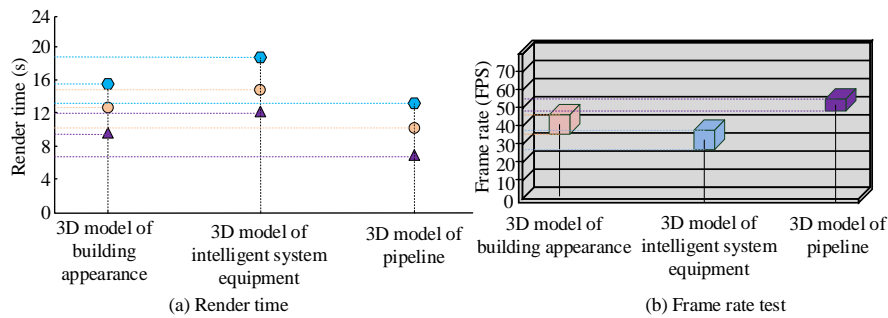 24
20
16
12
8
4
0
Render time (s)
3D model of
building
appearance
3D model of
intelligent system
equipment
3D model of
pipeline
(a) Render time
70
60
50
40
30
20
10
0
Frame rate (FPS)
3D model of
building appearance
3D model of
intelligent system
equipment
3D model of
pipeline
(b) Frame rate test